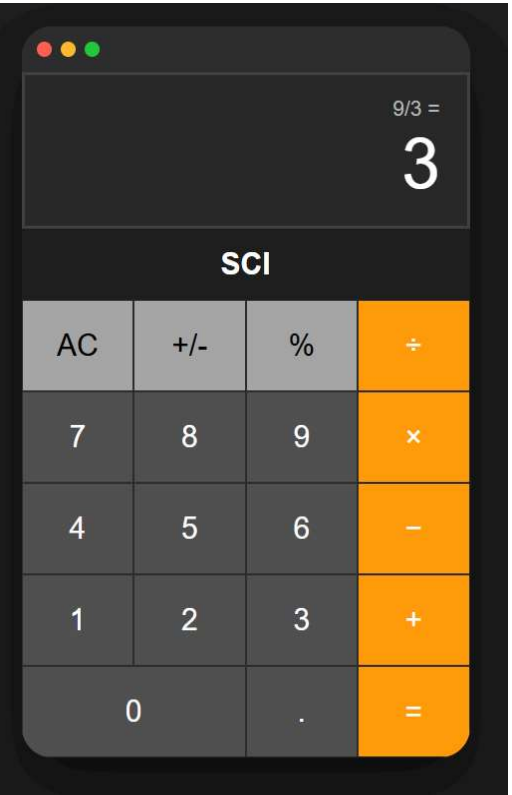 9/3 =
3
SCI
AC +/- % ÷
7 8 9 ×
4 5 6 −
1 2 3 +
0 . =